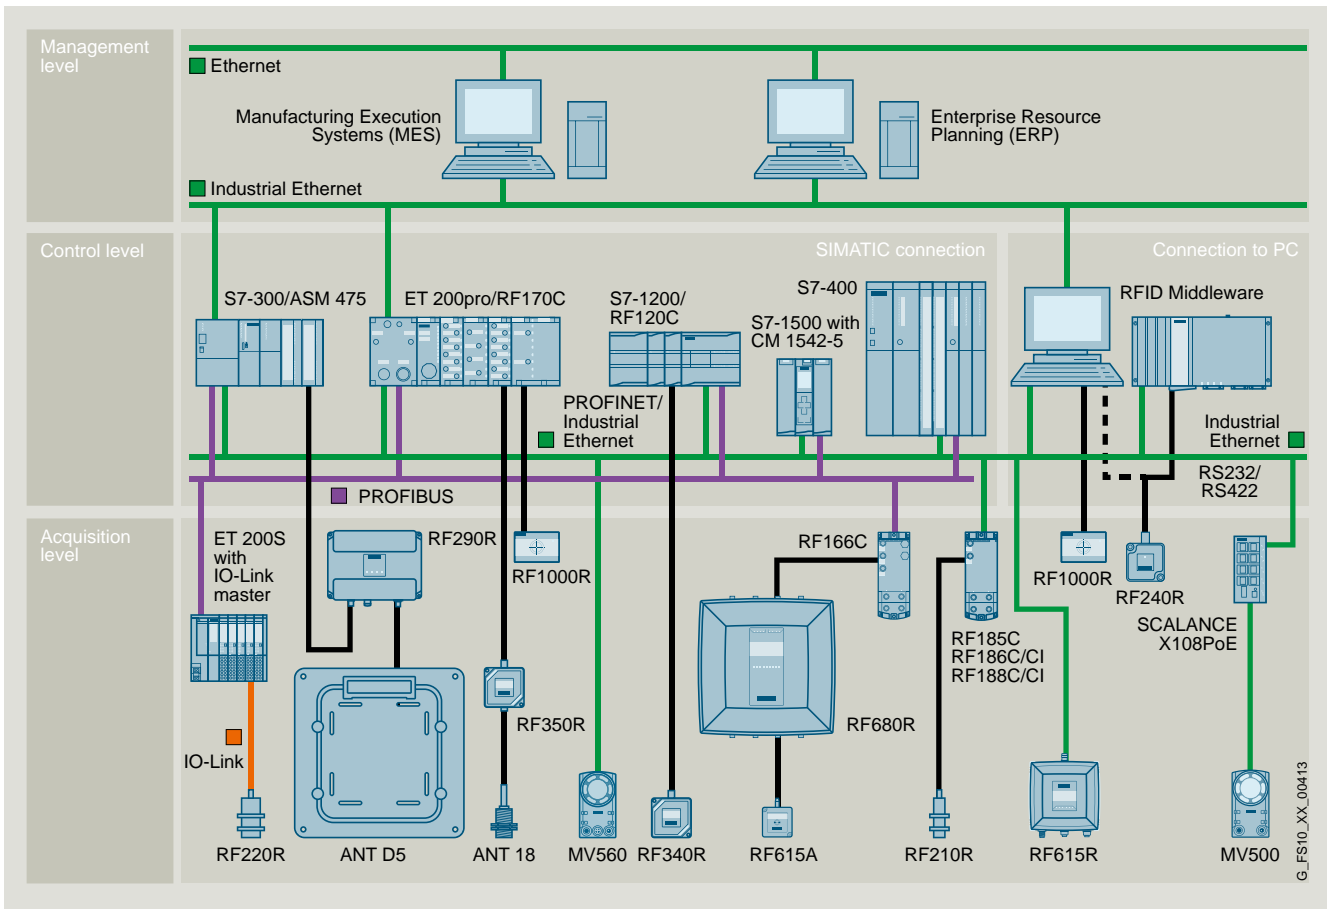 Management
level
Ethernet
Manufacturing Execution
Systems (MES)
Enterprise Resource
Planning (ERP)
Industrial Ethernet
Control level
SIMATIC connection
Connection to PC
S7-300/ASM 475
ET 200pro/RF170C
S7-1200/
RF120C
S7-1500 with
CM 1542-5
S7-400
RFID Middleware
PROFINET/
Industrial
Ethernet
Industrial
Ethernet
PROFIBUS
RS232/
RS422
Acquisition
level
ET 200S
with
IO-Link
master
RF290R
RF1000R
RF166C
RF1000R
RF240R
SCALANCE
X108PoE
RF185C
RF186C/CI
RF188C/CI
RF350R
RF680R
IO-Link
RF220R
ANT D5
ANT 18
MV560
RF340R
RF615A
RF210R
RF615R
MV500
G_FS10_XX_00413